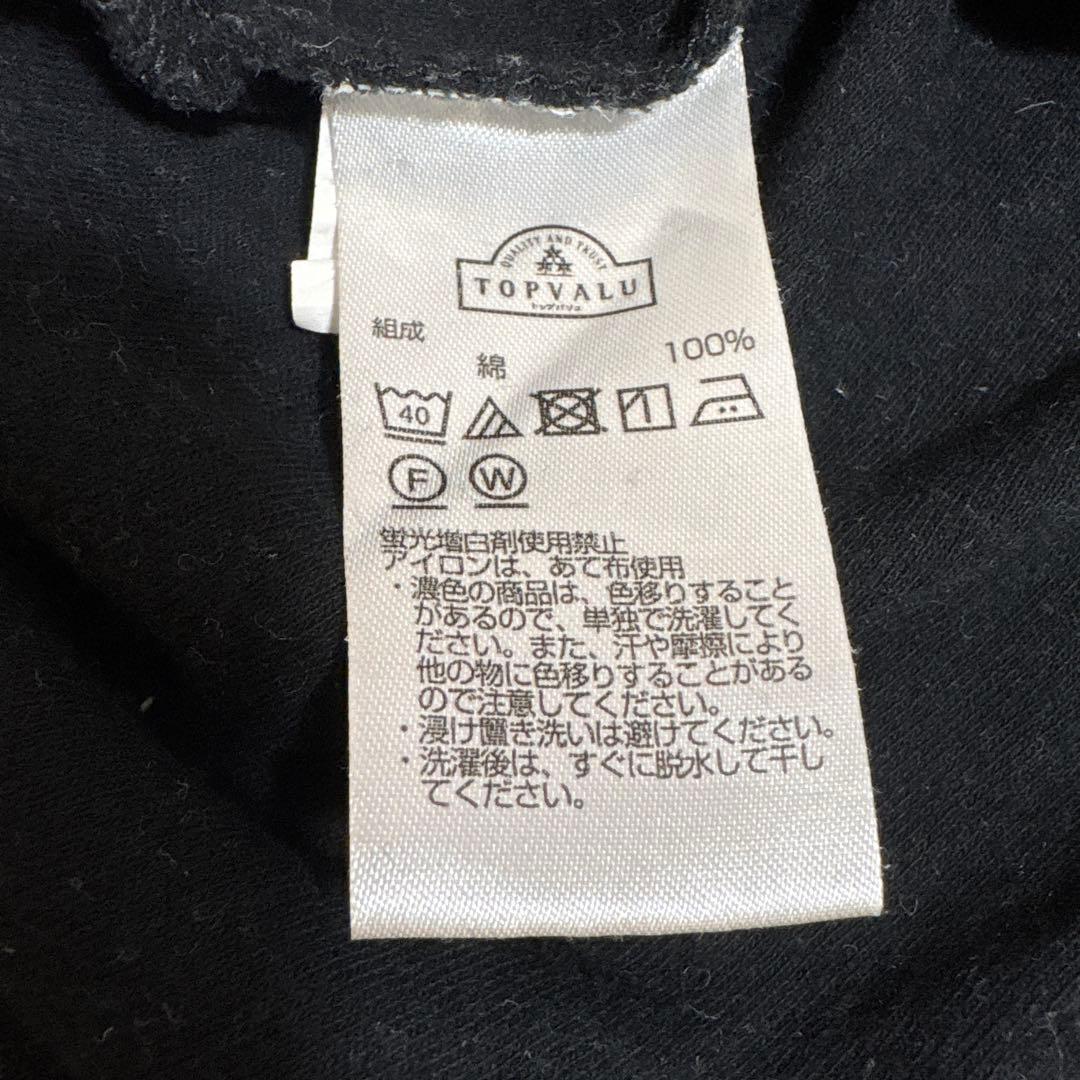 QUALITY AND TRUST
TOPVALU
トップバリュ
組成
綿 100%
40
F W
蛍光増白剤使用禁止
アイロンは、あて布使用
・濃色の商品は、色移りすること
があるので、単独で洗濯してく
ださい。また、汗や摩擦により
他の物に色移りすることがある
ので注意してください。
・浸け置き洗いは避けてください。
・洗濯後は、すぐに脱水して干し
てください。